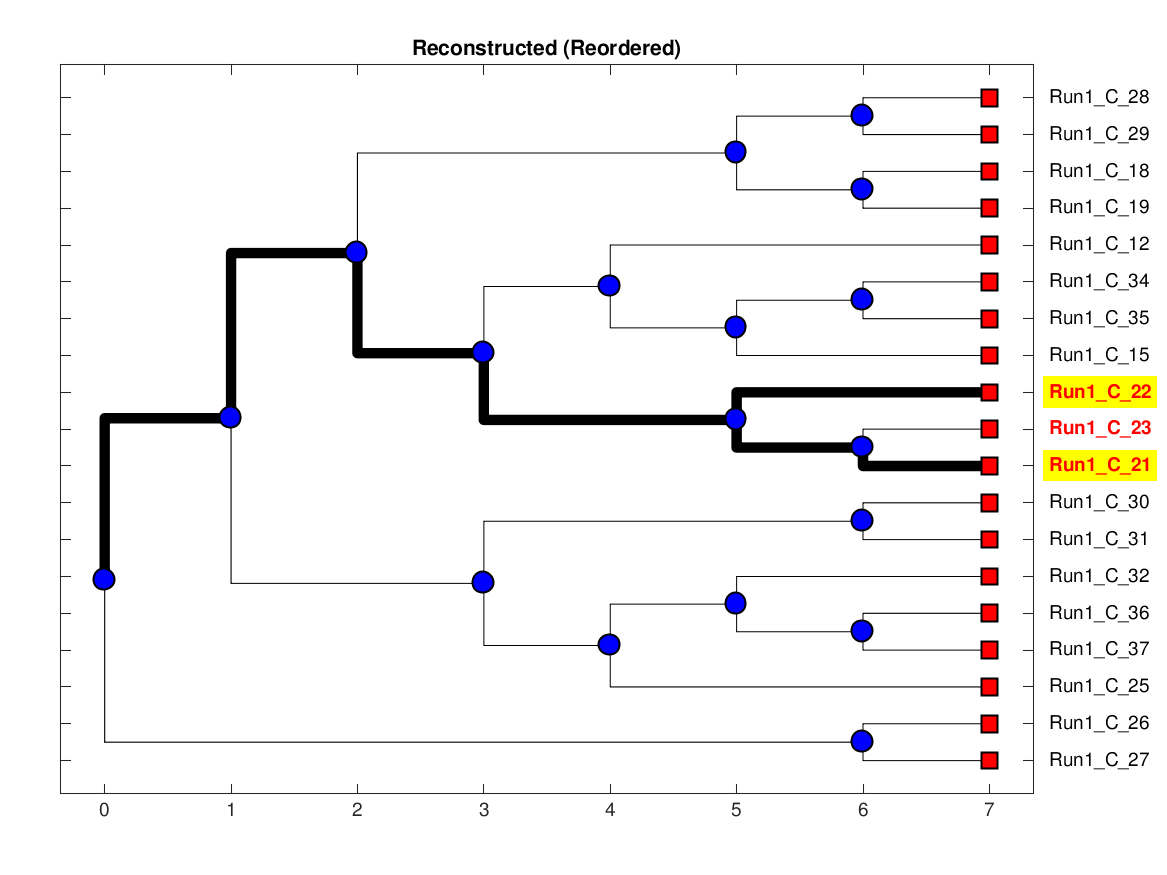 Reconstructed (Reordered)
Run1_C_28
Run1_C_29
Run1_C_18
Run1_C_19
Run1_C_12
Run1_C_34
Run1_C_35
Run1_C_15
Run1_C_22
Run1_C_23
Run1_C_21
Run1_C_30
Run1_C_31
Run1_C_32
Run1_C_36
Run1_C_37
Run1_C_25
Run1_C_26
Run1_C_27
0 1 2 3 4 5 6 7